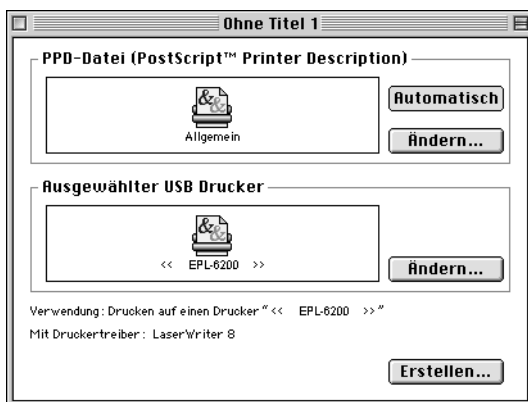 Ohne Titel 1
PPD-Datei (PostScript™ Printer Description)
Allgemein
Automatisch
Ändern...
Ausgewählter USB Drucker
<< EPL-6200 >>
Ändern...
Verwendung: Drucken auf einen Drucker “<< EPL-6200 >>”
Mit Druckertreiber: LaserWriter 8
Erstellen...